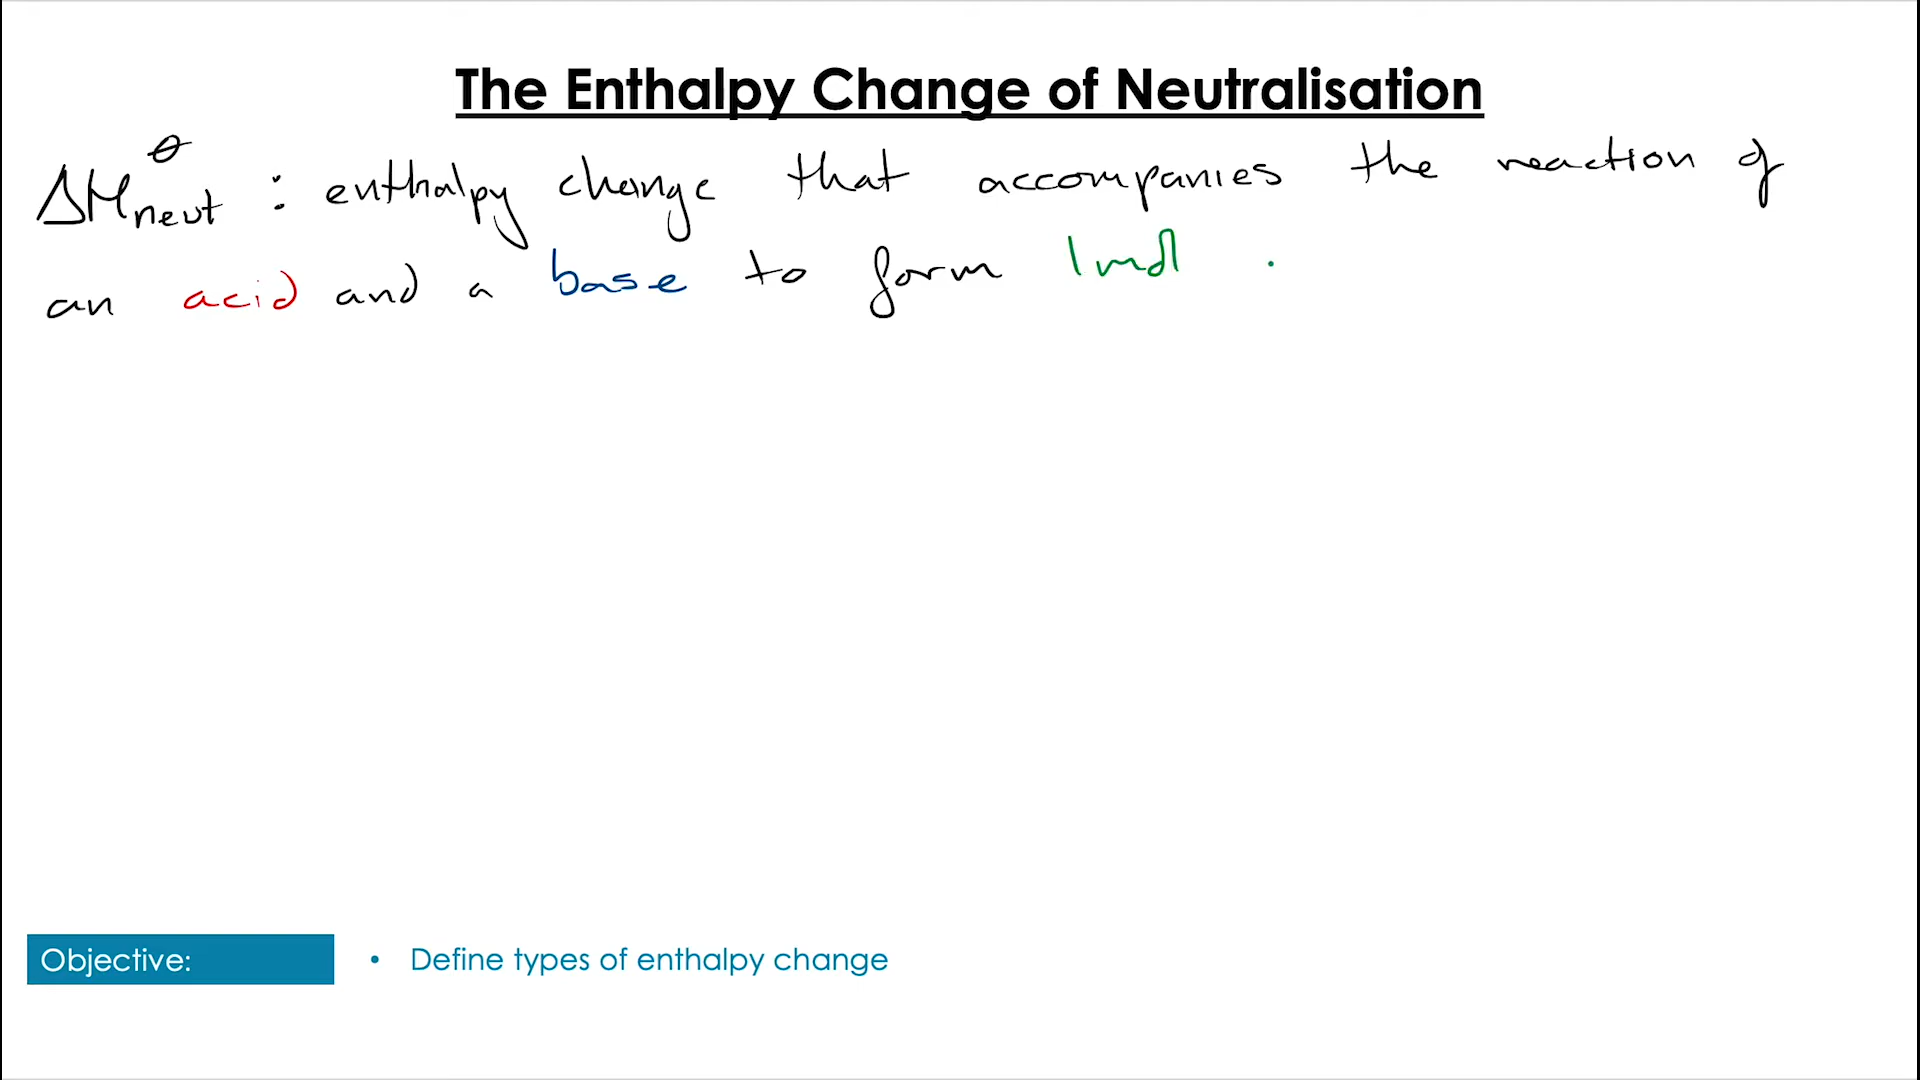 The Enthalpy Change of Neutralisation
ΔH°neut : enthalpy change that accompanies the reaction of
an acid and a base to form 1mol .
Objective:
• Define types of enthalpy change